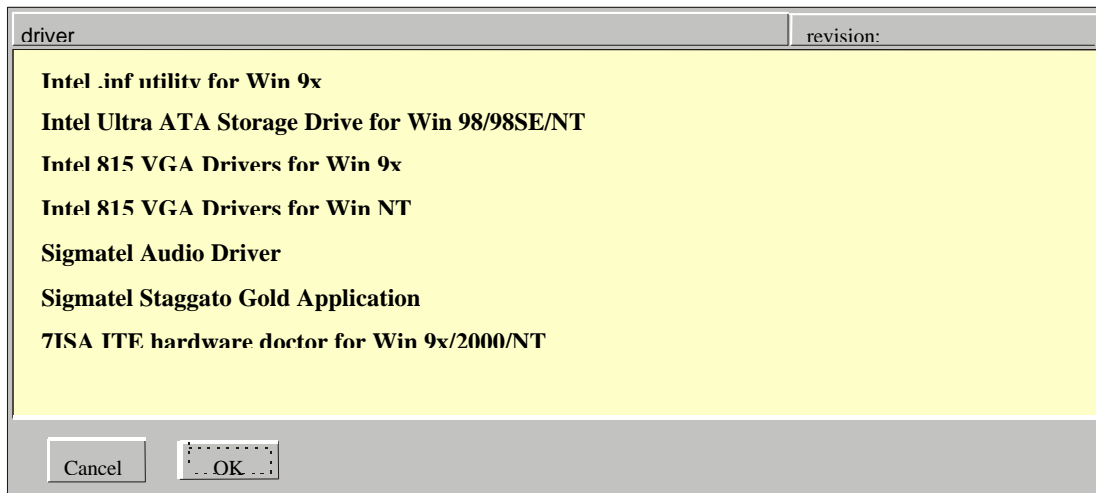 driver revision:
Intel .inf utility for Win 9x
Intel Ultra ATA Storage Drive for Win 98/98SE/NT
Intel 815 VGA Drivers for Win 9x
Intel 815 VGA Drivers for Win NT
Sigmatel Audio Driver
Sigmatel Staggato Gold Application
7ISA ITE hardware doctor for Win 9x/2000/NT
Cancel OK